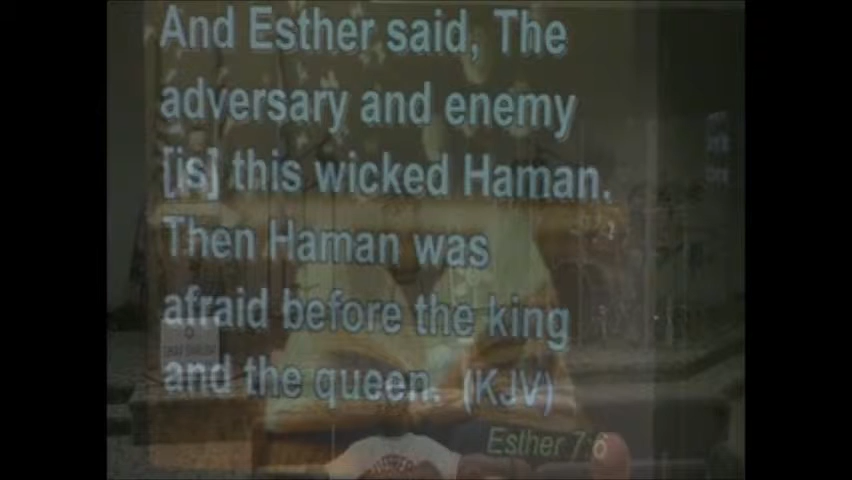 And Esther said, The
adversary and enemy
[is] this wicked Haman.
Then Haman was
afraid before the king
and the queen. (KJV)
Esther 7:6